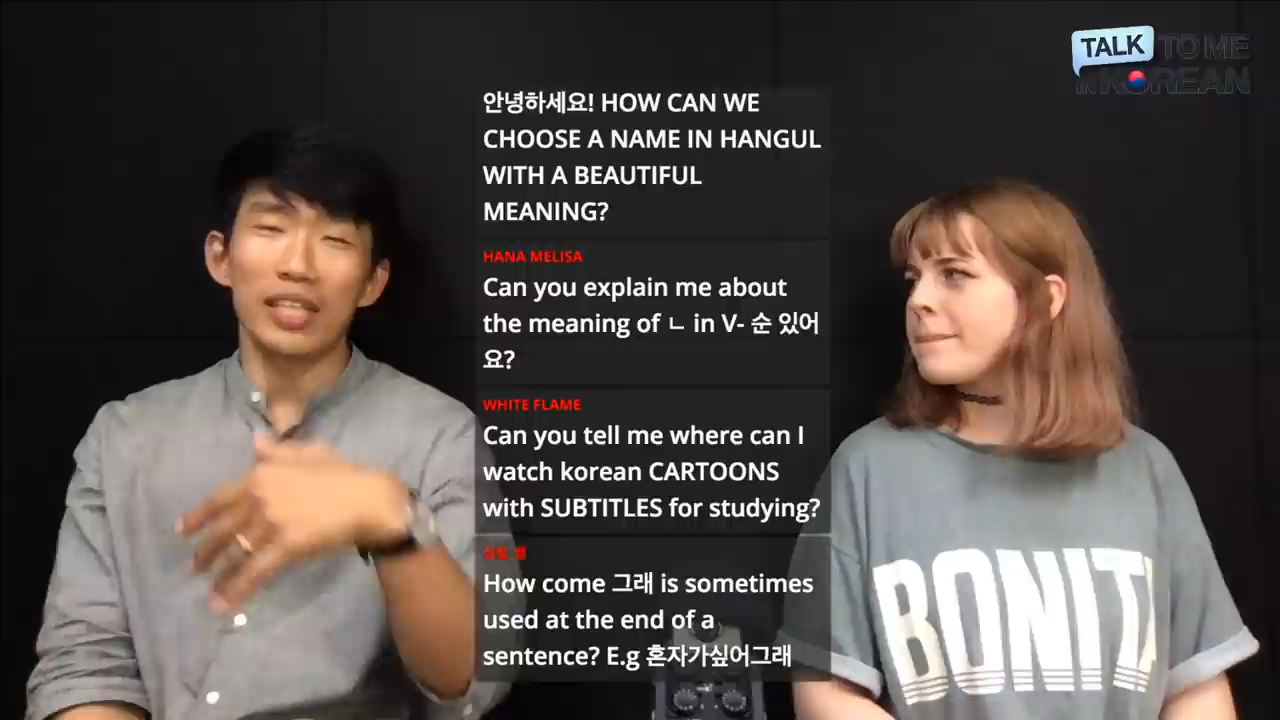 TALK TO ME
IN KOREAN
안녕하세요! HOW CAN WE
CHOOSE A NAME IN HANGUL
WITH A BEAUTIFUL
MEANING?
HANA MELISA
Can you explain me about
the meaning of ㄴ in V- 순 있어
요?
WHITE FLAME
Can you tell me where can I
watch korean CARTOONS
with SUBTITLES for studying?
How come 그래 is sometimes
used at the end of a
sentence? E.g 혼자가싶어그래
BONITA